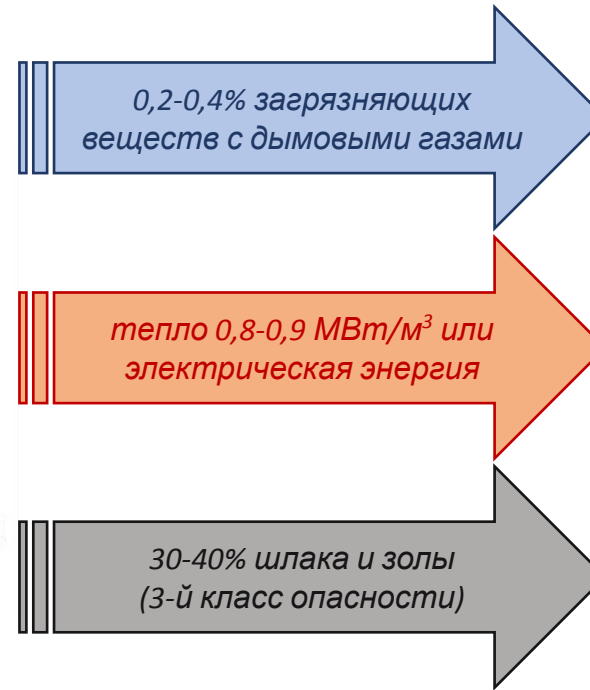 0,2-0,4% загрязняющих
веществ с дымовыми газами
тепло 0,8-0,9 МВт/м³ или
электрическая энергия
30-40% шлака и золы
(3-й класс опасности)